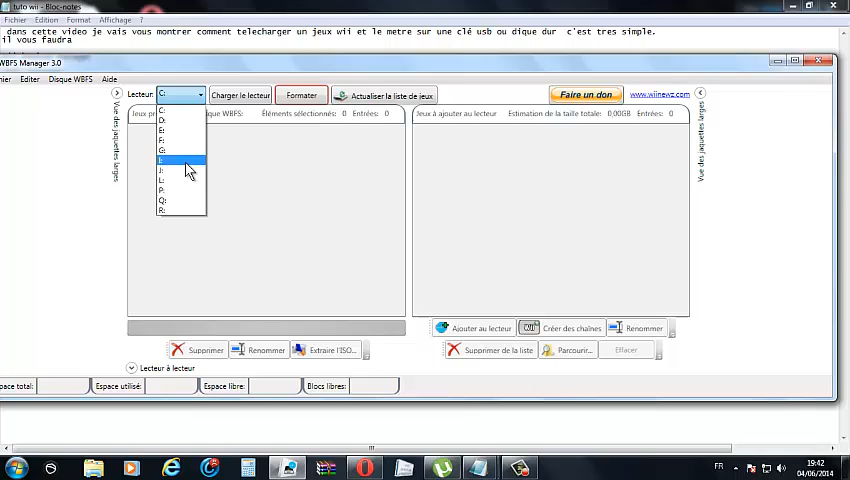 tuto wii - Bloc-notes
Fichier Edition Format Affichage ?
dans cette video je vais vous montrer comment telecharger un jeux wii et le metre sur une clé usb ou dique dur c'est tres simple.
il vous faudra
WBFS Manager 3.0
hier Editer Disque WBFS Aide
Lecteur: C: Charger le lecteur Formater Actualiser la liste de jeux Faire un don www.wiinewz.com
Jeux pr que WBFS: Éléments sélectionnés: 0 Entrées: 0 Jeux à ajouter au lecteur Estimation de la taille totale: 0,00GB Entrées: 0
Vue des jaquettes larges
Vue des jaquettes larges
C:
D:
E:
F:
G:
I:
J:
L:
P:
Q:
R:
Ajouter au lecteur Wii Créer des chaînes Renommer
Supprimer Renommer Extraire l'ISO... Supprimer de la liste Parcourir... Effacer
Lecteur à lecteur
pace total: Espace utilisé: Espace libre: Blocs libres:
FR 19:42
04/06/2014